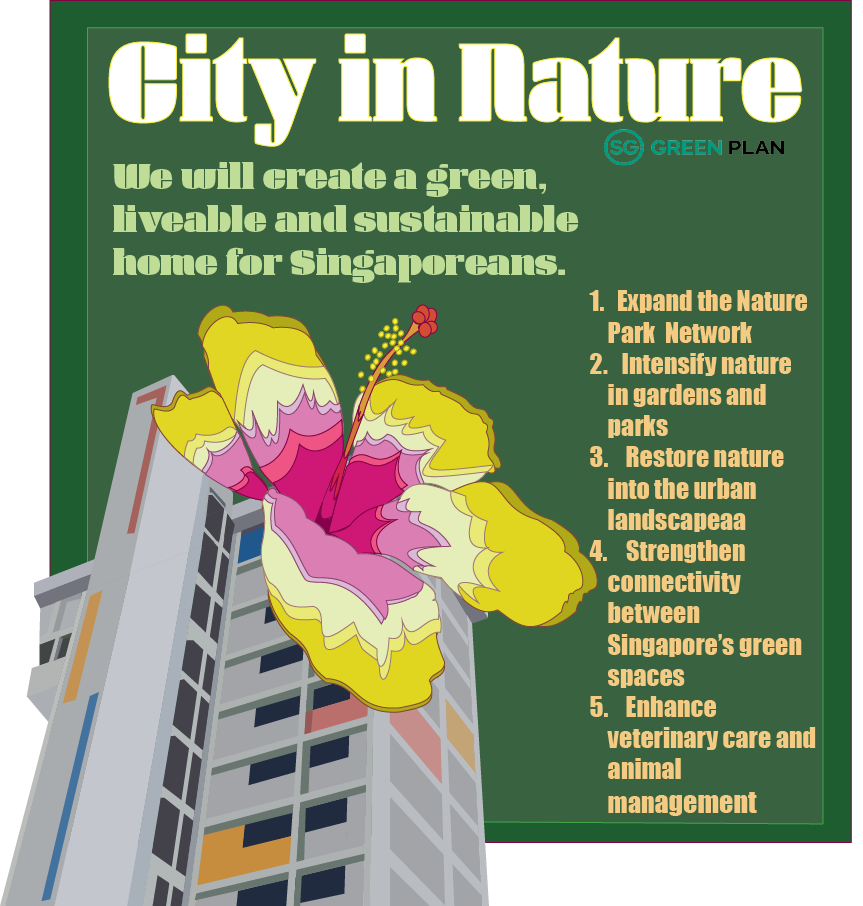 City in Nature
SG GREEN PLAN
We will create a green,
liveable and sustainable
home for Singaporeans.
1. Expand the Nature
Park Network
2. Intensify nature
in gardens and
parks
3. Restore nature
into the urban
landscapeaa
4. Strengthen
connectivity
between
Singapore’s green
spaces
5. Enhance
veterinary care and
animal
management